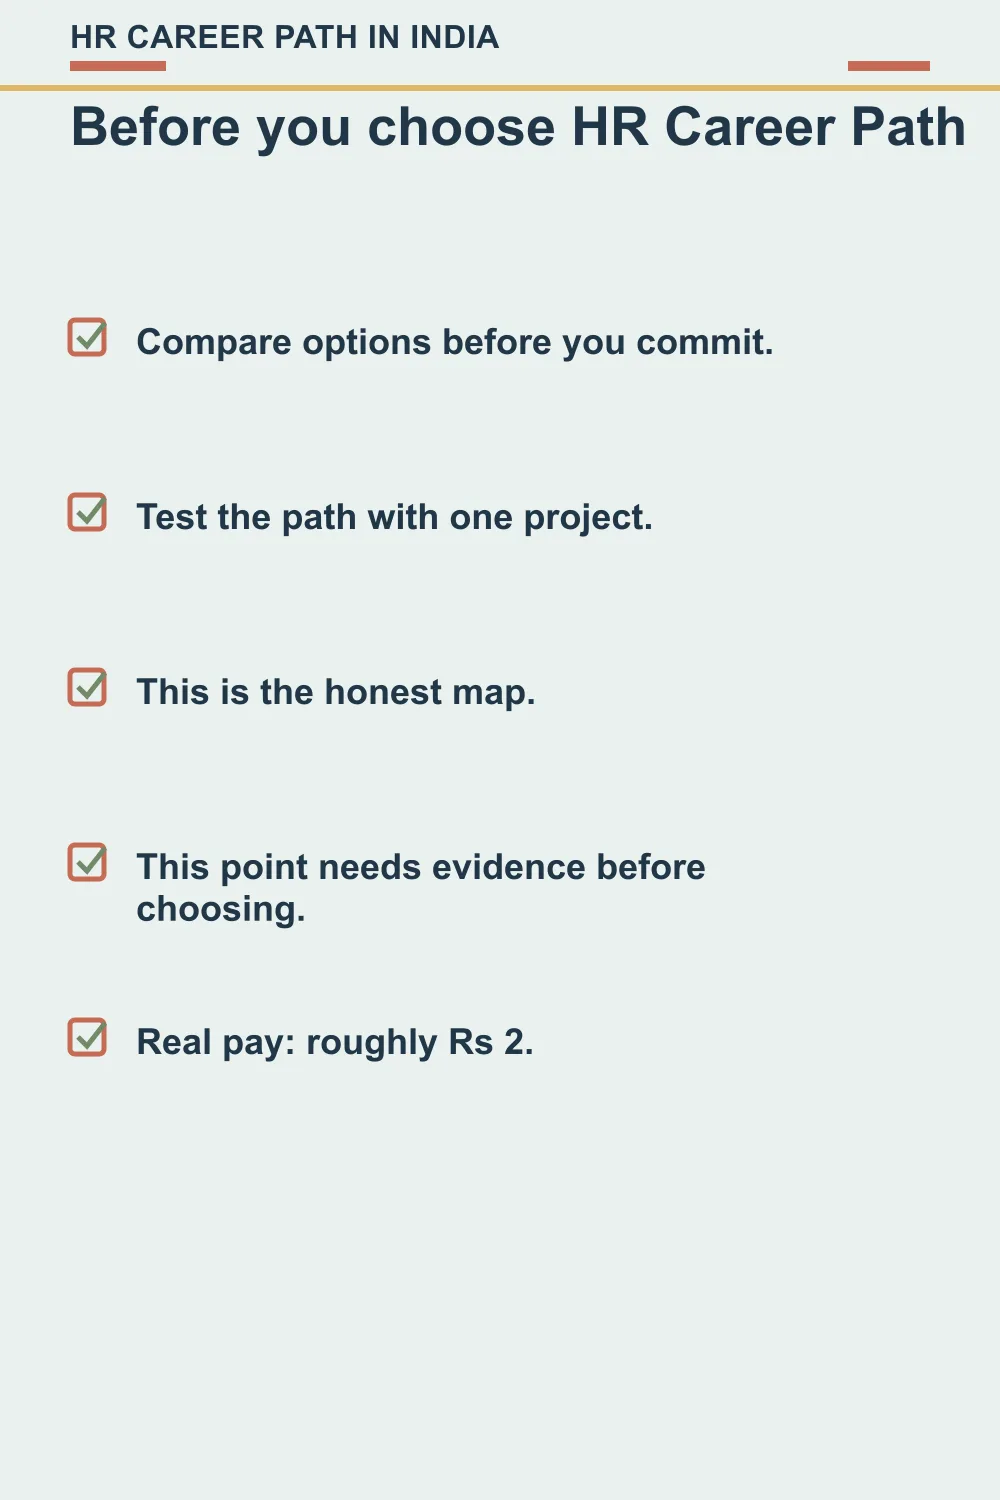 HR CAREER PATH IN INDIA
Before you choose HR Career Path
Compare options before you commit.
Test the path with one project.
This is the honest map.
This point needs evidence before
choosing.
Real pay: roughly Rs 2.